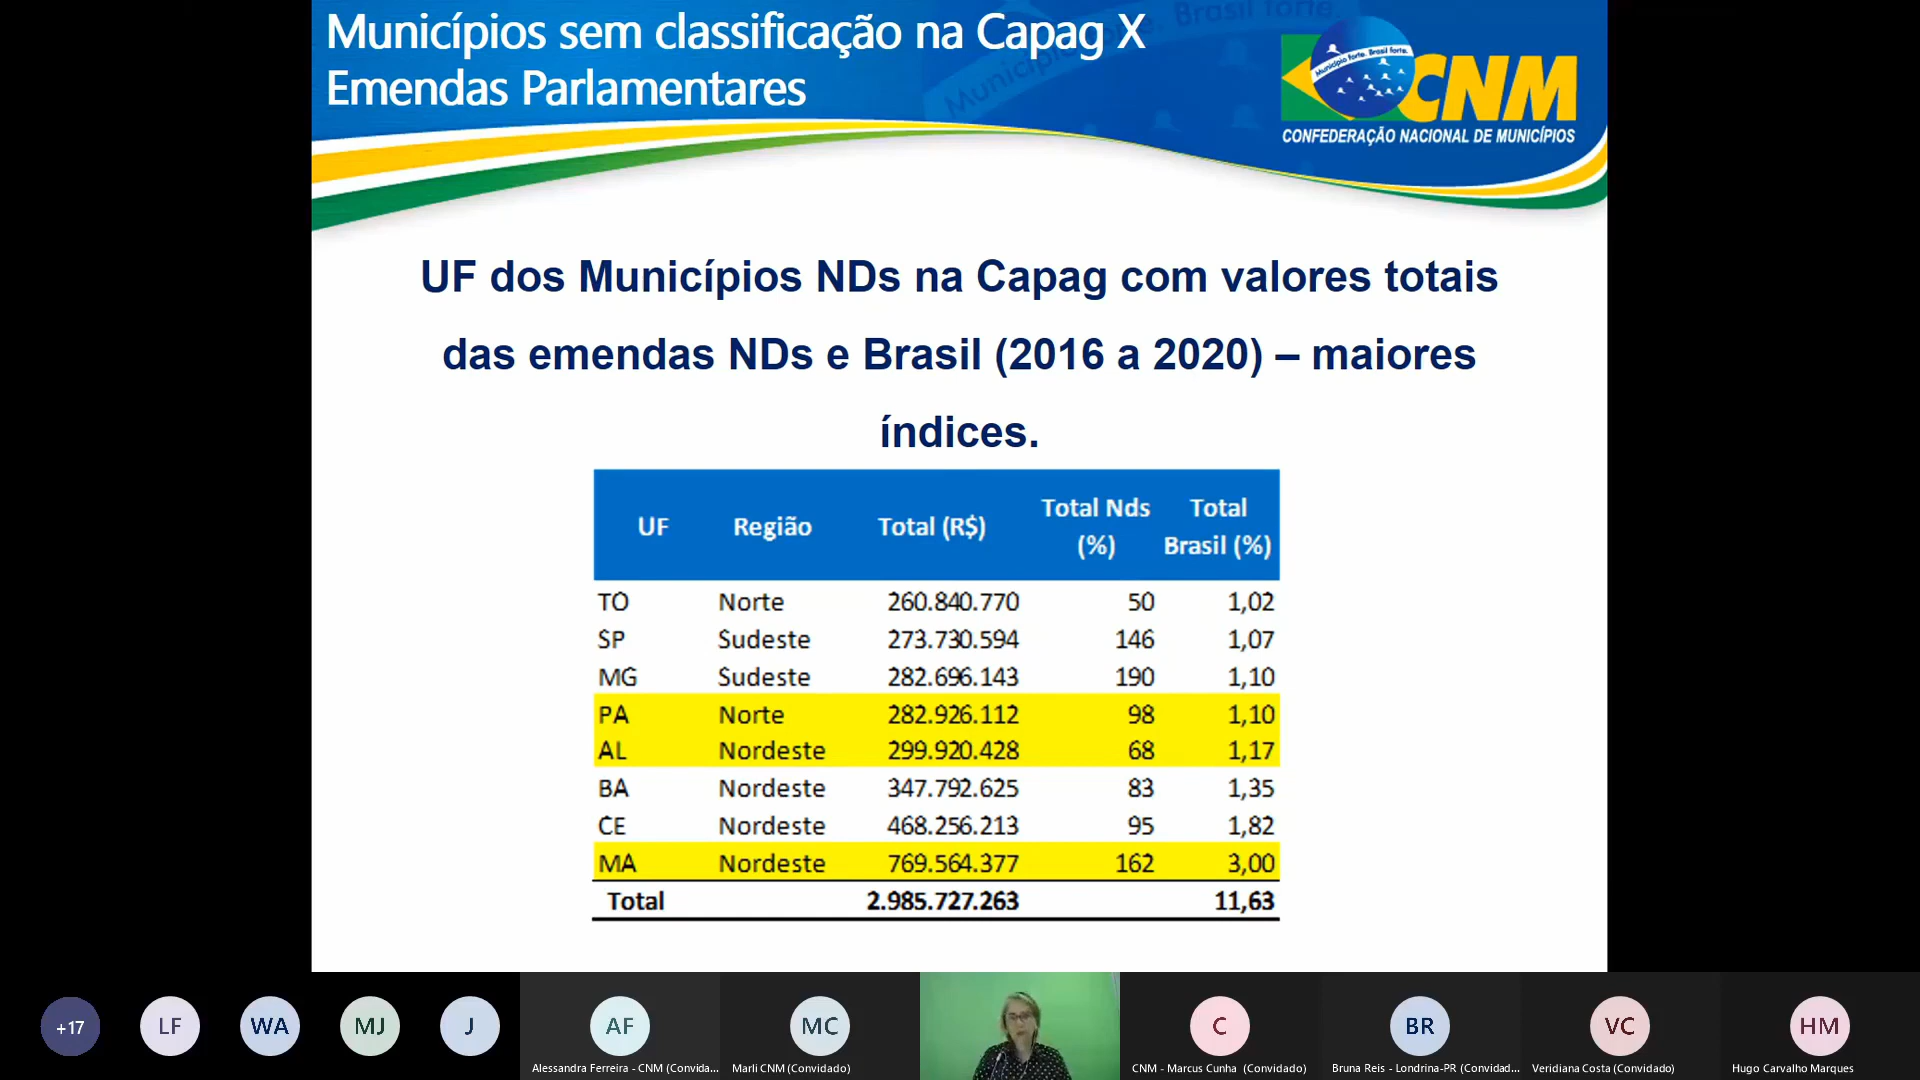 Municípios sem classificação na Capag X
Emendas Parlamentares
Município forte. Brasil forte.
CNM
CONFEDERAÇÃO NACIONAL DE MUNICÍPIOS
UF dos Municípios NDs na Capag com valores totais
das emendas NDs e Brasil (2016 a 2020) – maiores
índices.
UF Região Total (R$) Total Nds (%) Total Brasil (%)
TO Norte 260.840.770 50 1,02
SP Sudeste 273.730.594 146 1,07
MG Sudeste 282.696.143 190 1,10
PA Norte 282.926.112 98 1,10
AL Nordeste 299.920.428 68 1,17
BA Nordeste 347.792.625 83 1,35
CE Nordeste 468.256.213 95 1,82
MA Nordeste 769.564.377 162 3,00
Total 2.985.727.263 11,63
+17 LF WA MJ J AF MC C BR VC HM
Alessandra Ferreira - CNM (Convida... Marli CNM (Convidado) CNM - Marcus Cunha (Convidado) Bruna Reis - Londrina-PR (Convidad... Veridiana Costa (Convidado) Hugo Carvalho Marques